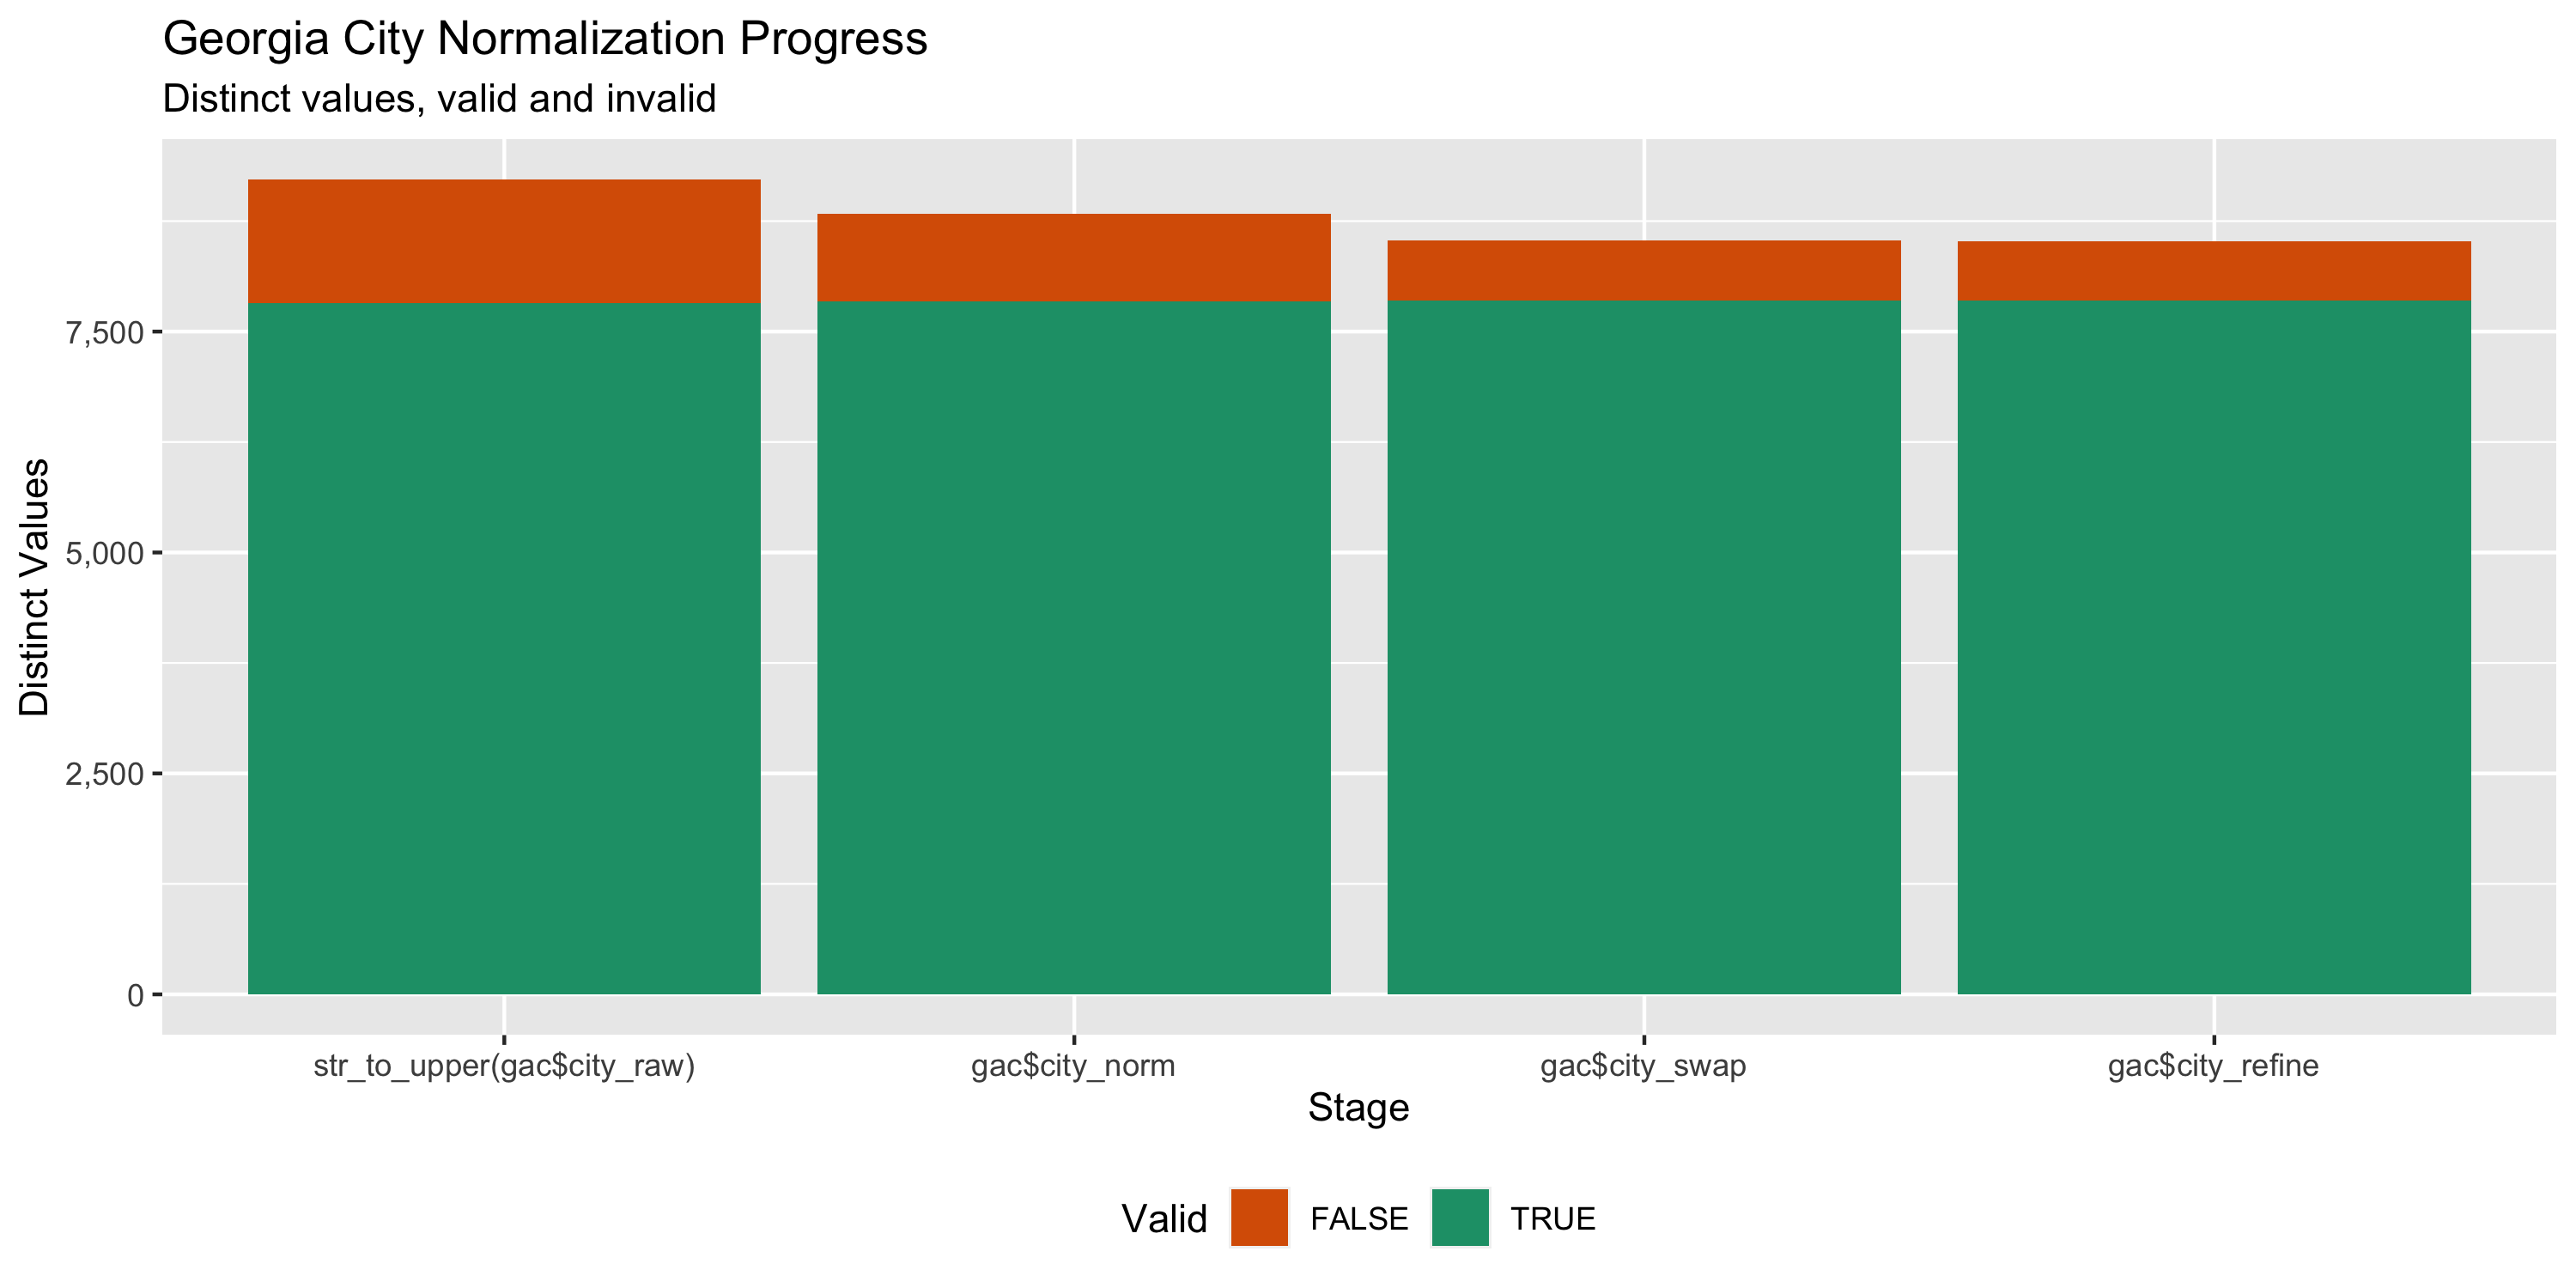 Georgia City Normalization Progress
Distinct values, valid and invalid
Distinct Values
7,500
5,000
2,500
0
str_to_upper(gac$city_raw)
gac$city_norm
gac$city_swap
gac$city_refine
Stage
Valid
FALSE
TRUE